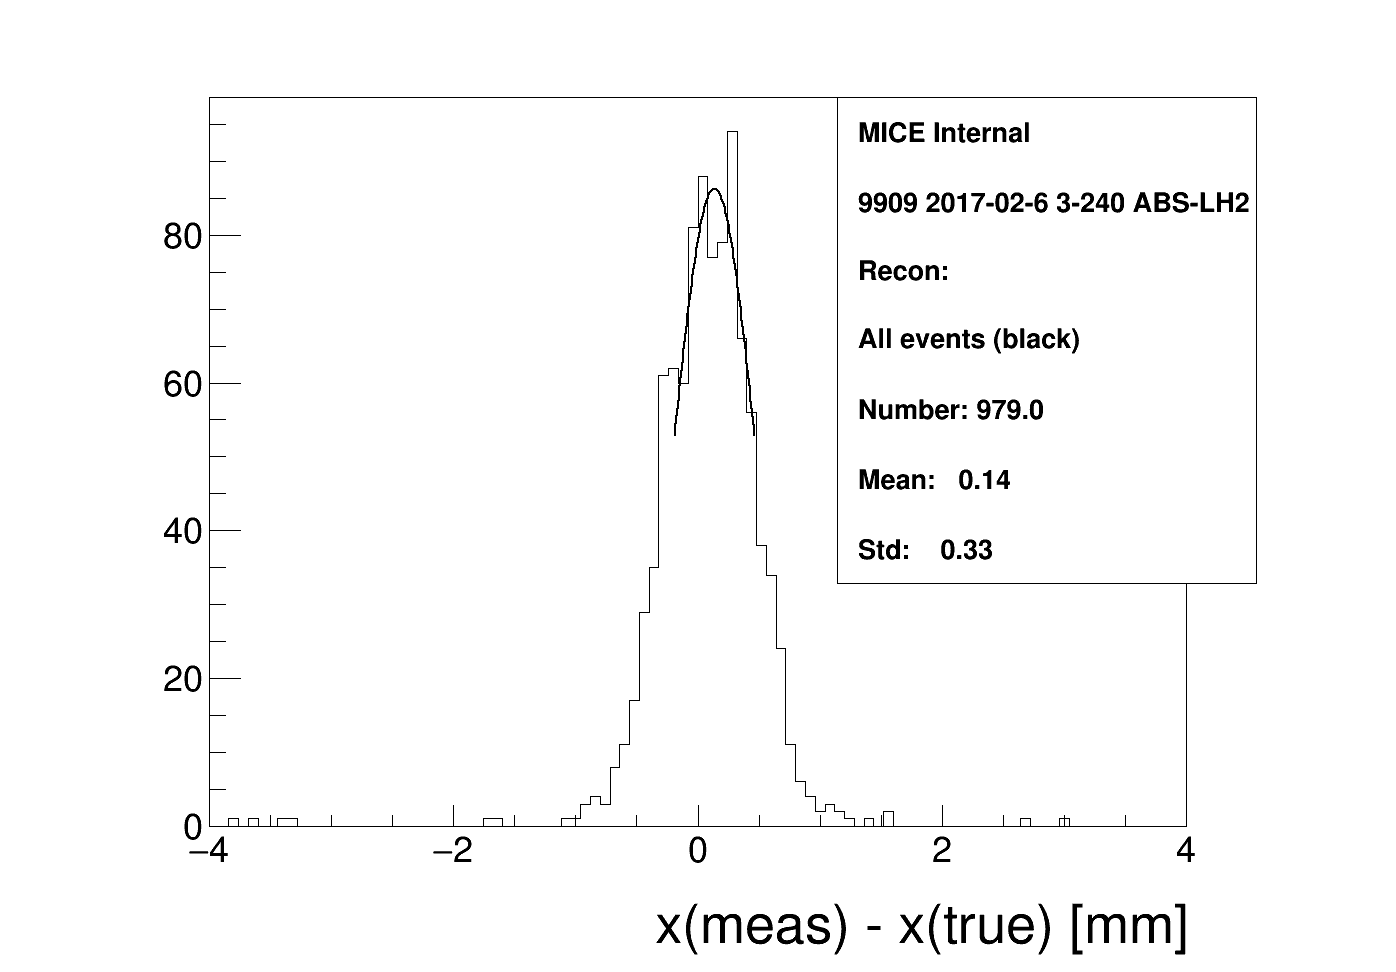 MICE Internal
9909 2017-02-6 3-240 ABS-LH2
Recon:
All events (black)
Number: 979.0
Mean: 0.14
Std: 0.33
80
60
40
20
0
−4 −2 0 2 4
x(meas) - x(true) [mm]